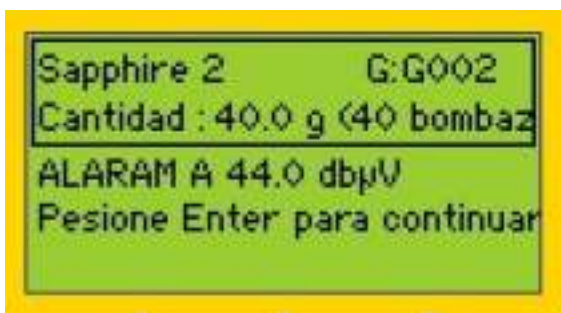 Sapphire 2 G:G002
Cantidad : 40.0 g (40 bombaz
ALARAM A 44.0 dbµV
Pesione Enter para continuar